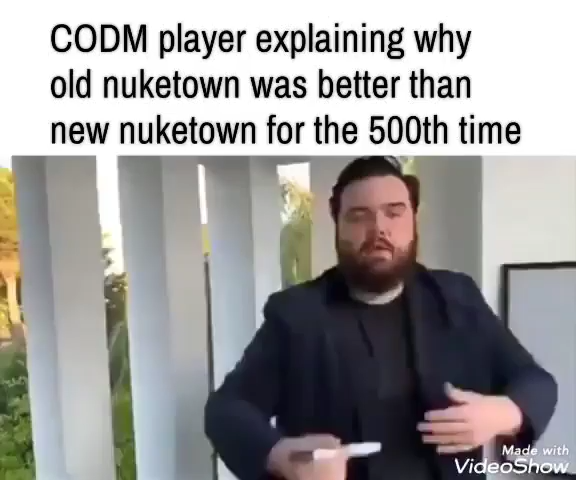 CODM player explaining why
old nuketown was better than
new nuketown for the 500th time
Made with
VideoShow